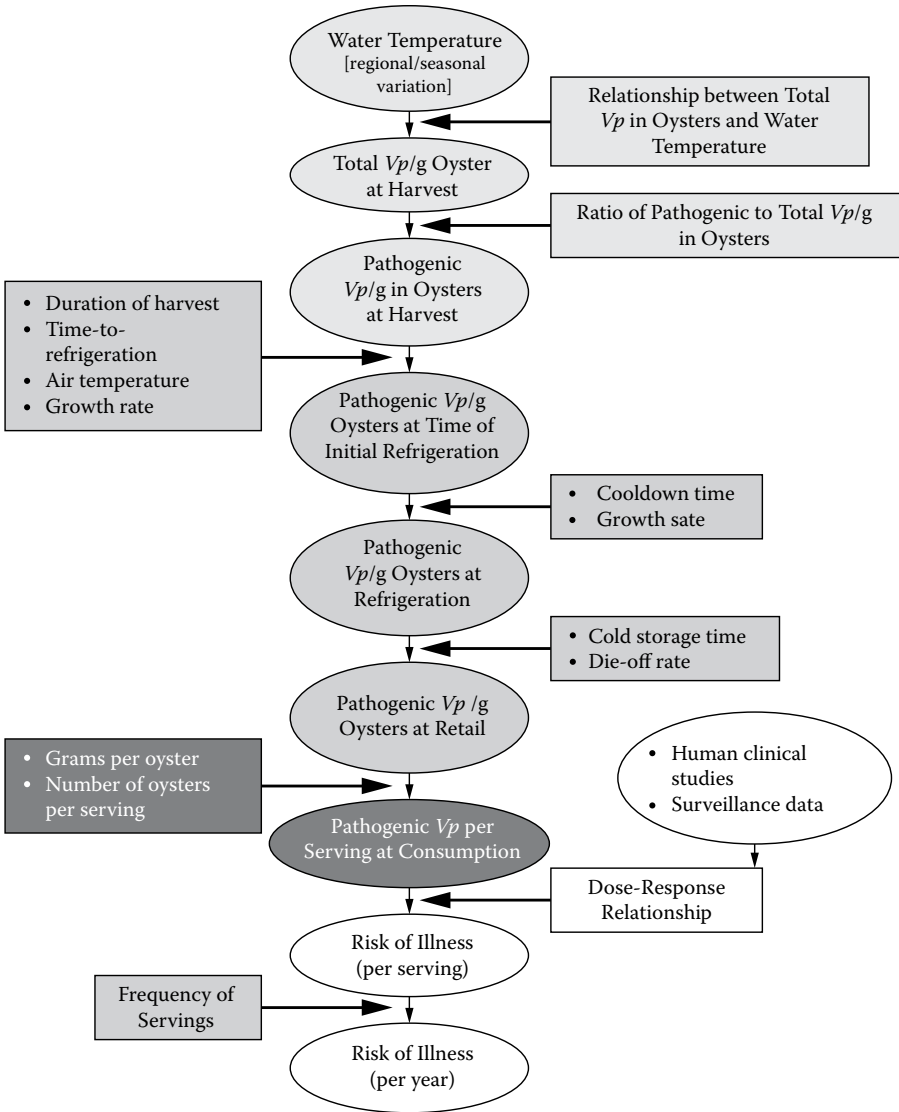 Water Temperature
[regional/seasonal
variation]
Relationship between Total
Vp in Oysters and Water
Temperature
Total Vp/g Oyster
at Harvest
Ratio of Pathogenic to Total Vp/g
in Oysters
Pathogenic
Vp/g in Oysters
at Harvest
• Duration of harvest
• Time-to-
refrigeration
• Air temperature
• Growth rate
Pathogenic Vp/g
Oysters at Time of
Initial Refrigeration
• Cooldown time
• Growth sate
Pathogenic
Vp/g Oysters at
Refrigeration
• Cold storage time
• Die-off rate
Pathogenic Vp /g
Oysters at Retail
• Grams per oyster
• Number of oysters
per serving
• Human clinical
studies
• Surveillance data
Pathogenic Vp per
Serving at Consumption
Dose-Response
Relationship
Risk of Illness
(per serving)
Frequency of
Servings
Risk of Illness
(per year)